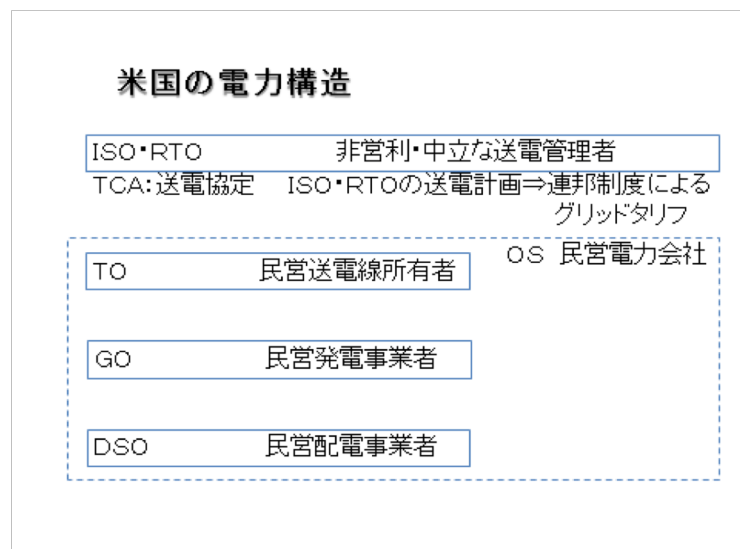 米国の電力構造
ISO・RTO 非営利・中立な送電管理者
TCA:送電協定 ISO・RTOの送電計画⇒連邦制度による
グリッドタリフ
OS 民営電力会社
TO 民営送電線所有者
GO 民営発電事業者
DSO 民営配電事業者